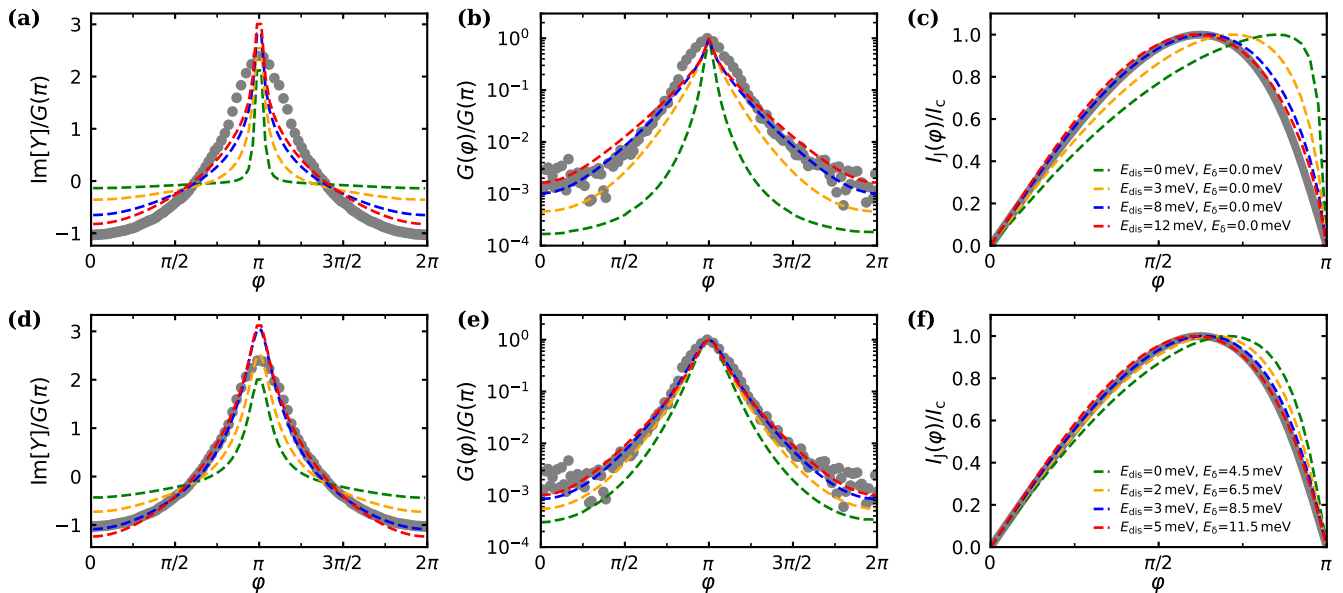 (a)
3
2
1
0
−1
Im[Y]/G(π)
0
π/2
π
3π/2
2π
φ
(b)
10⁰
10⁻¹
10⁻²
10⁻³
10⁻⁴
G(φ)/G(π)
0
π/2
π
3π/2
2π
φ
(c)
1.0
0.8
0.6
0.4
0.2
0.0
I_J(φ)/I_c
E_dis=0 meV, E_δ=0.0 meV
E_dis=3 meV, E_δ=0.0 meV
E_dis=8 meV, E_δ=0.0 meV
E_dis=12 meV, E_δ=0.0 meV
0
π/2
π
φ
(d)
3
2
1
0
−1
Im[Y]/G(π)
0
π/2
π
3π/2
2π
φ
(e)
10⁰
10⁻¹
10⁻²
10⁻³
10⁻⁴
G(φ)/G(π)
0
π/2
π
3π/2
2π
φ
(f)
1.0
0.8
0.6
0.4
0.2
0.0
I_J(φ)/I_c
E_dis=0 meV, E_δ=4.5 meV
E_dis=2 meV, E_δ=6.5 meV
E_dis=3 meV, E_δ=8.5 meV
E_dis=5 meV, E_δ=11.5 meV
0
π/2
π
φ